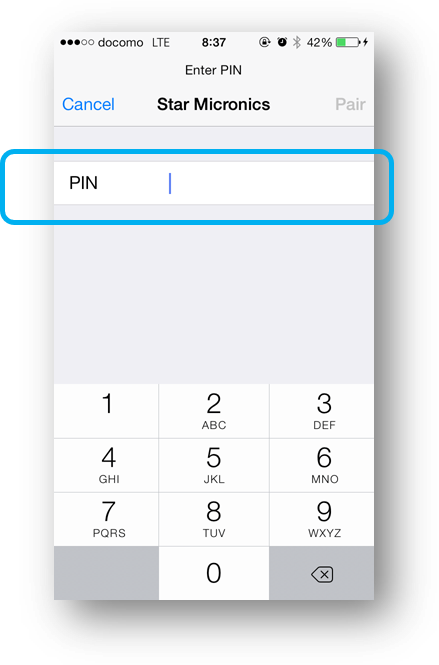 docomo LTE 8:37 42%
Enter PIN
Cancel Star Micronics Pair
PIN
1 2 3
ABC DEF
4 5 6
GHI JKL MNO
7 8 9
PQRS TUV WXYZ
0